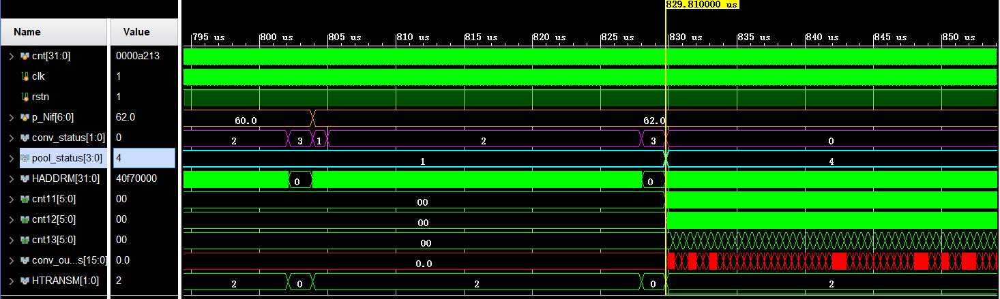 829.810000 us
Name Value
795 us 800 us 805 us 810 us 815 us 820 us 825 us 830 us 835 us 840 us 845 us 850 us
cnt[31:0] 0000a213
clk 1
rstn 1
p_Nif[6:0] 62.0 60.0 62.0
conv_status[1:0] 0 2 3 1 2 3 0
pool_status[3:0] 4 1 4
HADDRM[31:0] 40f70000 0 0
cnt11[5:0] 00 00
cnt12[5:0] 00 00
cnt13[5:0] 00 00
conv_ou...s[15:0] 0.0 0.0
HTRANSM[1:0] 2 2 0 2 0 2